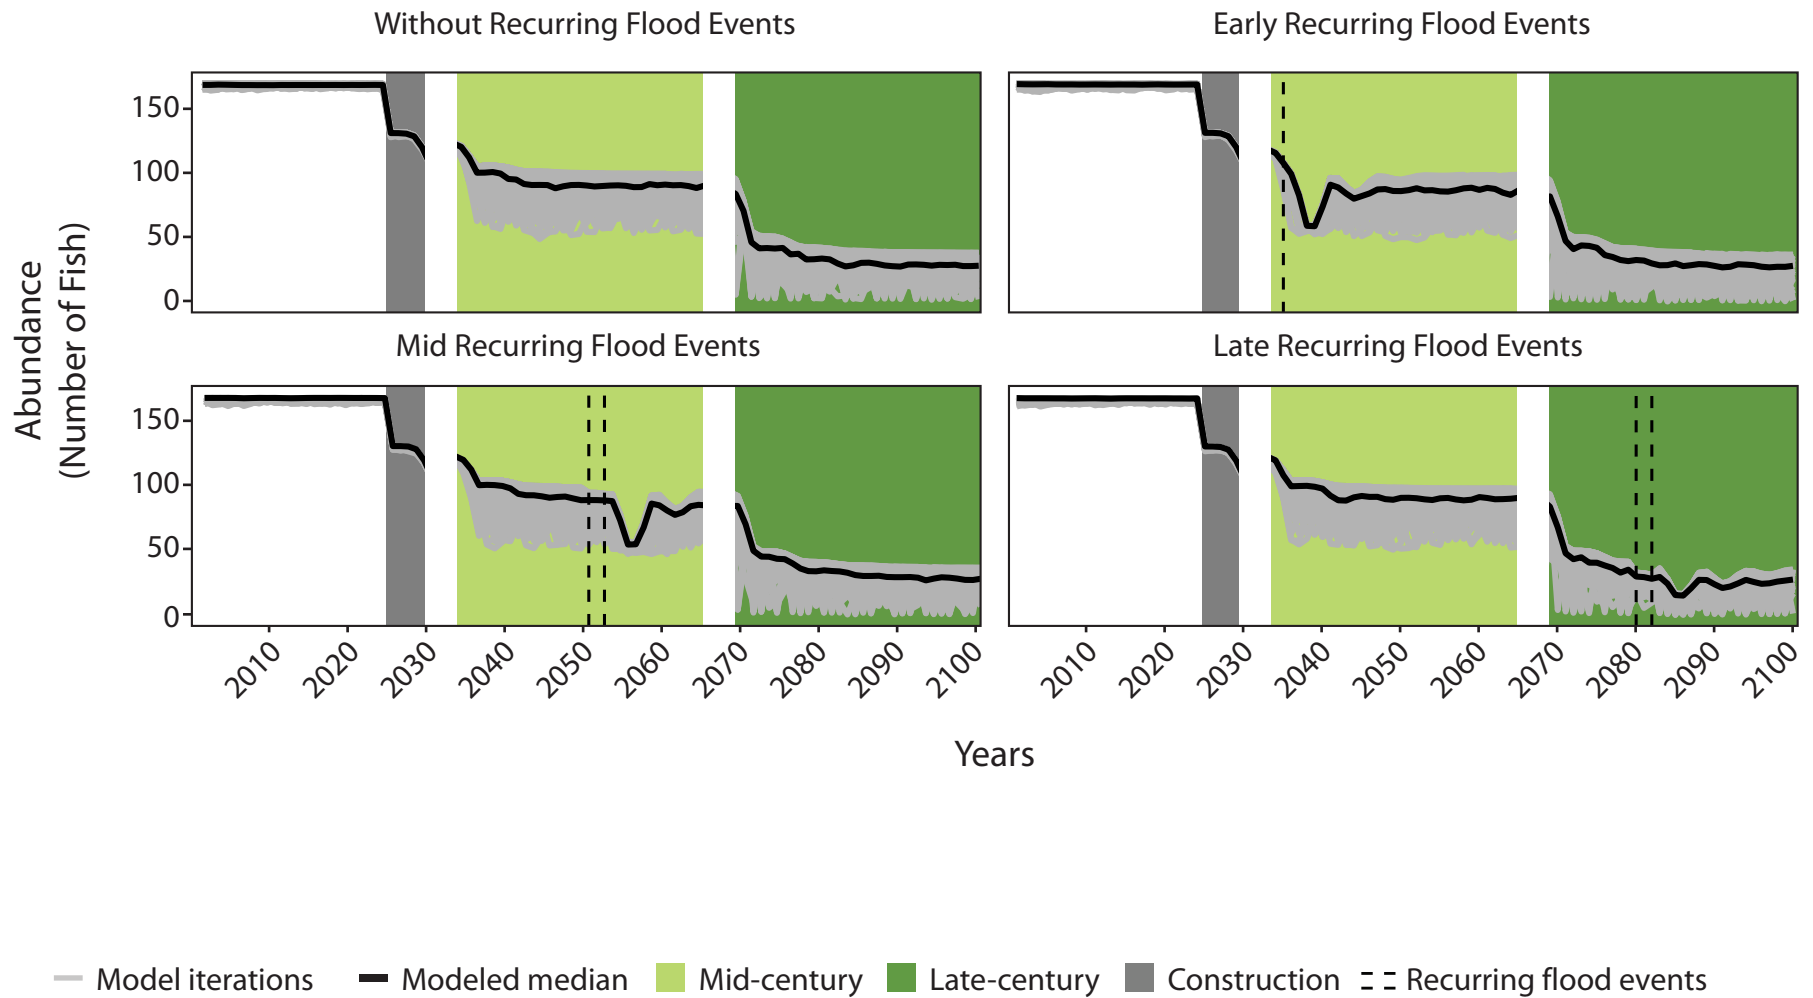 Without Recurring Flood Events
Early Recurring Flood Events
150
100
50
0
Mid Recurring Flood Events
Late Recurring Flood Events
150
100
50
0
Abundance
(Number of Fish)
2010 2020 2030 2040 2050 2060 2070 2080 2090 2100
2010 2020 2030 2040 2050 2060 2070 2080 2090 2100
Years
Model iterations Modeled median Mid-century Late-century Construction Recurring flood events